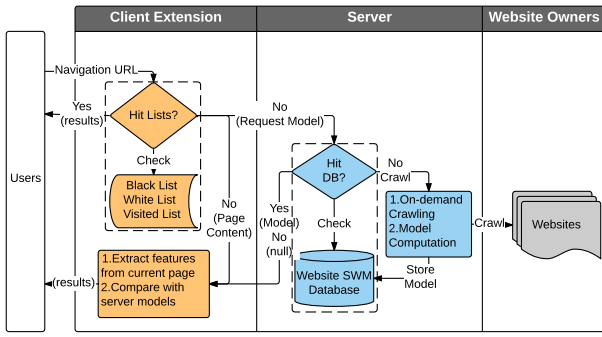 Client Extension
Server
Website Owners
Users
Navigation URL
Yes
(results)
Hit Lists?
Check
Black List
White List
Visited List
No
(Page
Content)
No
(Request Model)
Hit
DB?
No
Crawl
Yes
(Model)
No
(null)
Check
1.On-demand
Crawling
2.Model
Computation
Crawl
Websites
Store
Model
Website SWM
Database
1.Extract features
from current page
2.Compare with
server models
(results)